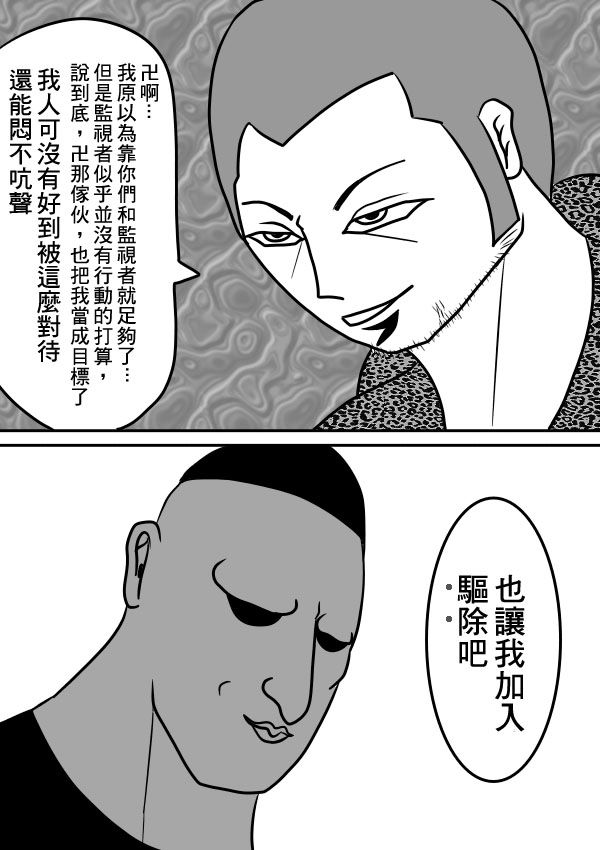 卍啊…
我原以為靠你們和監視者就足夠了…
但是監視者似乎並沒有行動的打算，
說到底，卍那傢伙，也把我當成目標了
我人可沒有好到被這麼對待
還能悶不吭聲
也讓我加入
驅除吧